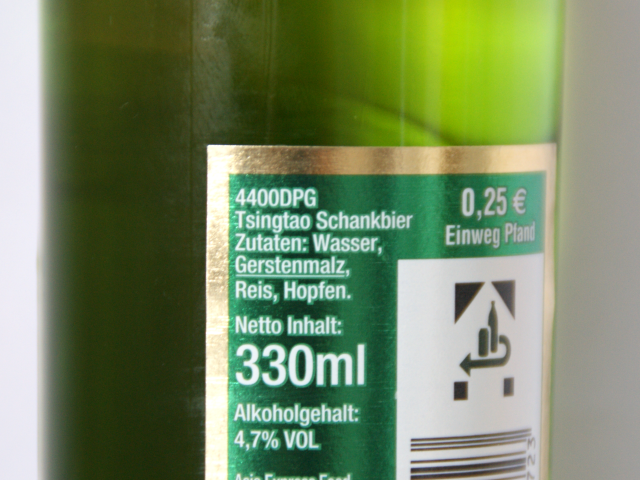 4400DPG
Tsingtao Schankbier
Zutaten: Wasser,
Gerstenmalz,
Reis, Hopfen.
Netto Inhalt:
330ml
Alkoholgehalt:
4,7% VOL
0,25 €
Einweg Pfand
723